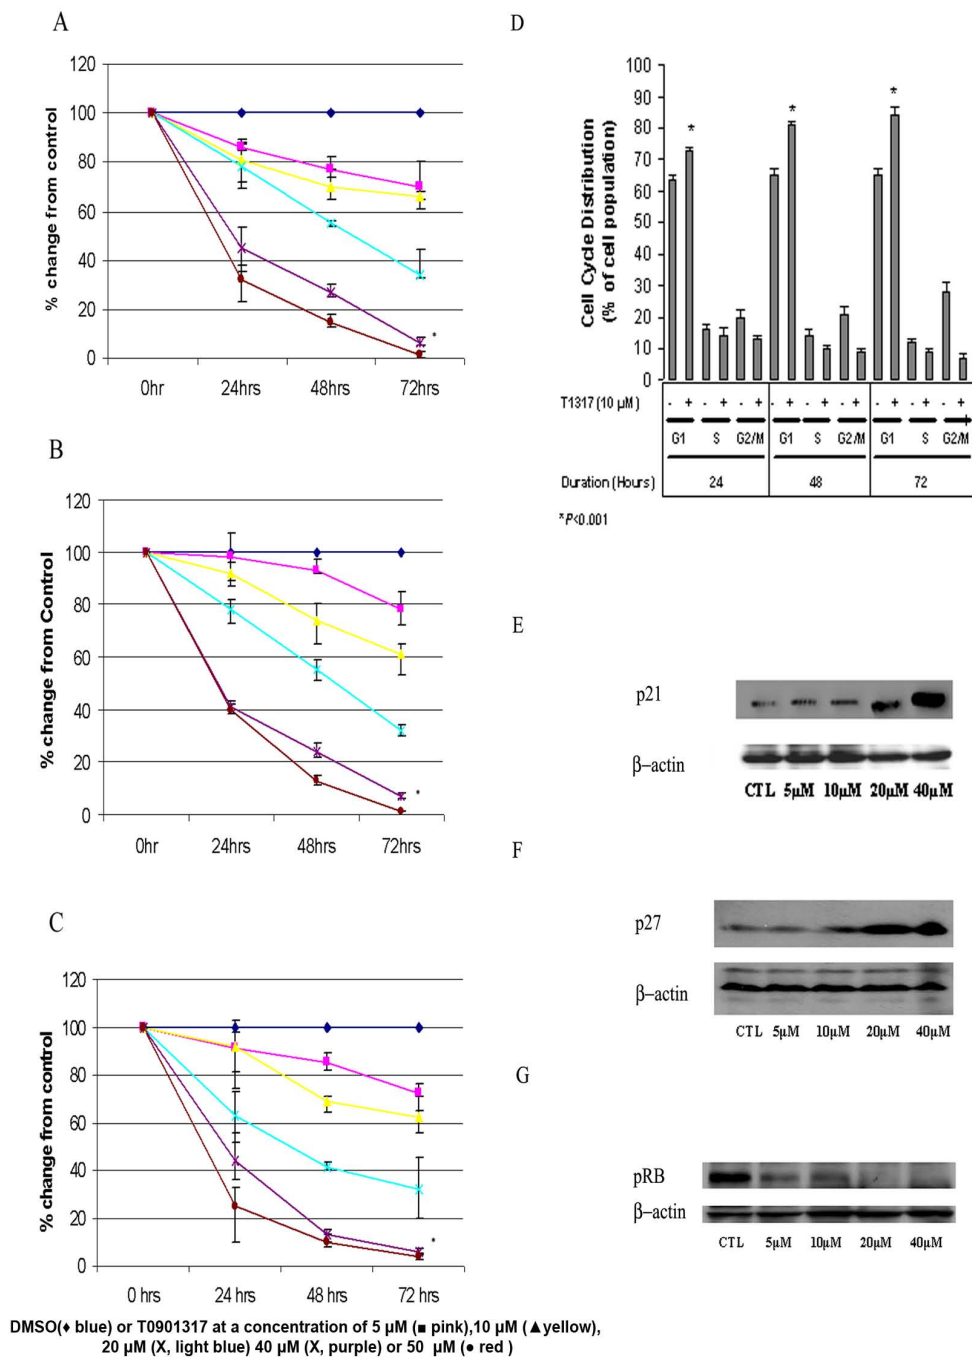 A
120
100
80
60
40
20
0
% change from control
*
0hr 24hrs 48hrs 72hrs
B
120
100
80
60
40
20
0
% change from Control
*
0hr 24hrs 48hrs 72hrs
C
120
100
80
60
40
20
0
% change from control
*
0 hrs 24 hrs 48 hrs 72 hrs
DMSO(♦ blue) or T0901317 at a concentration of 5 µM (■ pink),10 µM (▲yellow),
20 µM (X, light blue) 40 µM (X, purple) or 50 µM (● red )
D
100
90
80
70
60
50
40
30
20
10
0
Cell Cycle Distribution
(% of cell population)
* * *
T1317 (10 µM) - + - + - + - + - + - + - + - + - +
G1 S G2/M G1 S G2/M G1 S G2/M
Duration (Hours) 24 48 72
*P<0.001
E
p21
β–actin
CTL 5µM 10µM 20µM 40µM
F
p27
β–actin
CTL 5µM 10µM 20µM 40µM
G
pRB
β–actin
CTL 5µM 10µM 20µM 40µM